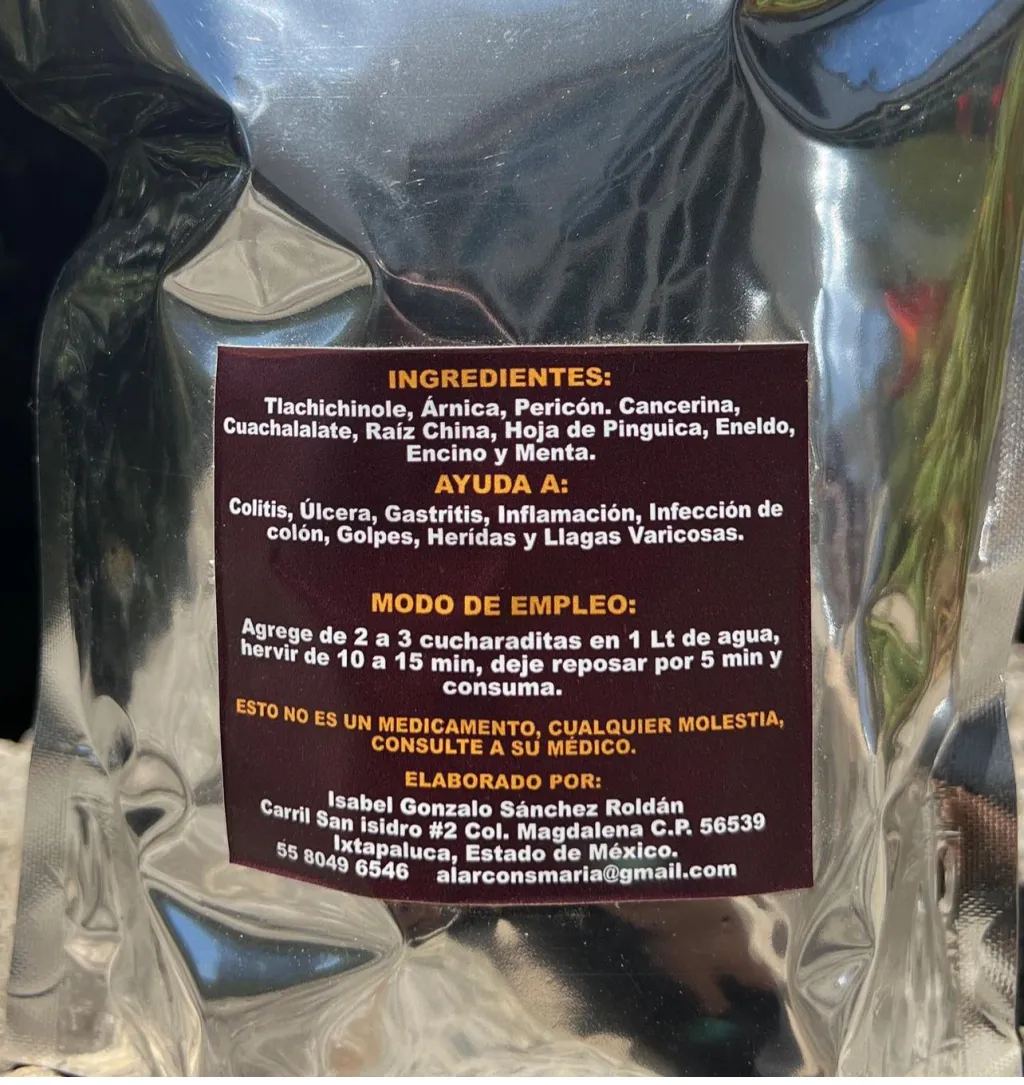 INGREDIENTES:
Tlachichinole, Árnica, Pericón. Cancerina,
Cuachalalate, Raíz China, Hoja de Pinguica, Eneldo,
Encino y Menta.
AYUDA A:
Colitis, Úlcera, Gastritis, Inflamación, Infección de
colón, Golpes, Herídas y Llagas Varicosas.
MODO DE EMPLEO:
Agrege de 2 a 3 cucharaditas en 1 Lt de agua,
hervir de 10 a 15 min, deje reposar por 5 min y
consuma.
ESTO NO ES UN MEDICAMENTO, CUALQUIER MOLESTIA,
CONSULTE A SU MÉDICO.
ELABORADO POR:
Isabel Gonzalo Sánchez Roldán
Carril San isidro #2 Col. Magdalena C.P. 56539
Ixtapaluca, Estado de México.
55 8049 6546 alarconsmaria@gmail.com